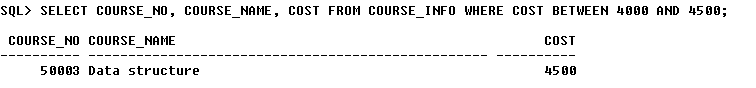 SQL> SELECT COURSE_NO, COURSE_NAME, COST FROM COURSE_INFO WHERE COST BETWEEN 4000 AND 4500;
COURSE_NO COURSE_NAME COST
---------- -------------------------------------------------- ----------
50003 Data structure 4500